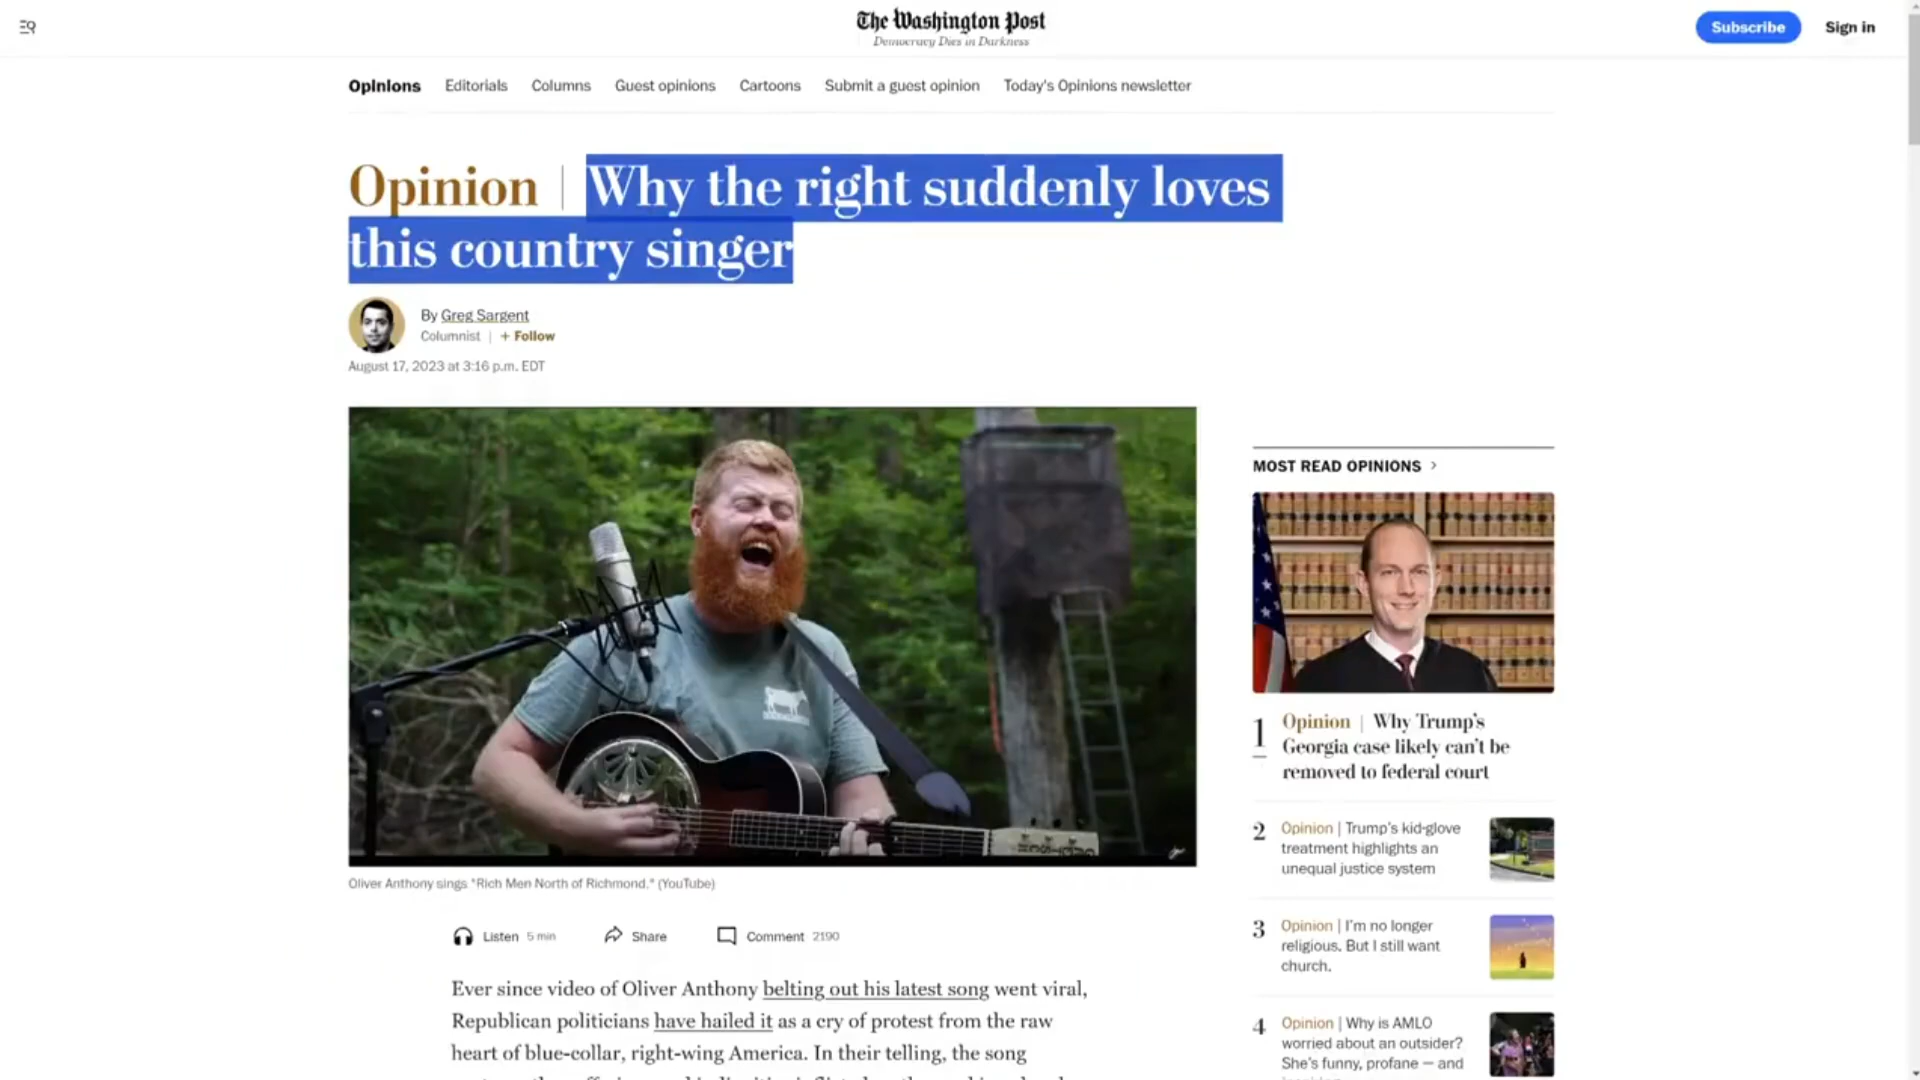 The Washington Post
Democracy Dies in Darkness
Subscribe
Sign in
Opinions
Editorials
Columns
Guest opinions
Cartoons
Submit a guest opinion
Today's Opinions newsletter
Opinion | Why the right suddenly loves
this country singer
By Greg Sargent
Columnist | + Follow
August 17, 2023 at 3:16 p.m. EDT
Oliver Anthony sings "Rich Men North of Richmond." (YouTube)
Listen 5 min
Share
Comment 2190
Ever since video of Oliver Anthony belting out his latest song went viral,
Republican politicians have hailed it as a cry of protest from the raw
heart of blue-collar, right-wing America. In their telling, the song
MOST READ OPINIONS >
1
Opinion | Why Trump's
Georgia case likely can't be
removed to federal court
2
Opinion | Trump's kid-glove
treatment highlights an
unequal justice system
3
Opinion | I'm no longer
religious. But I still want
church.
4
Opinion | Why is AMLO
worried about an outsider?
She's funny, profane — and